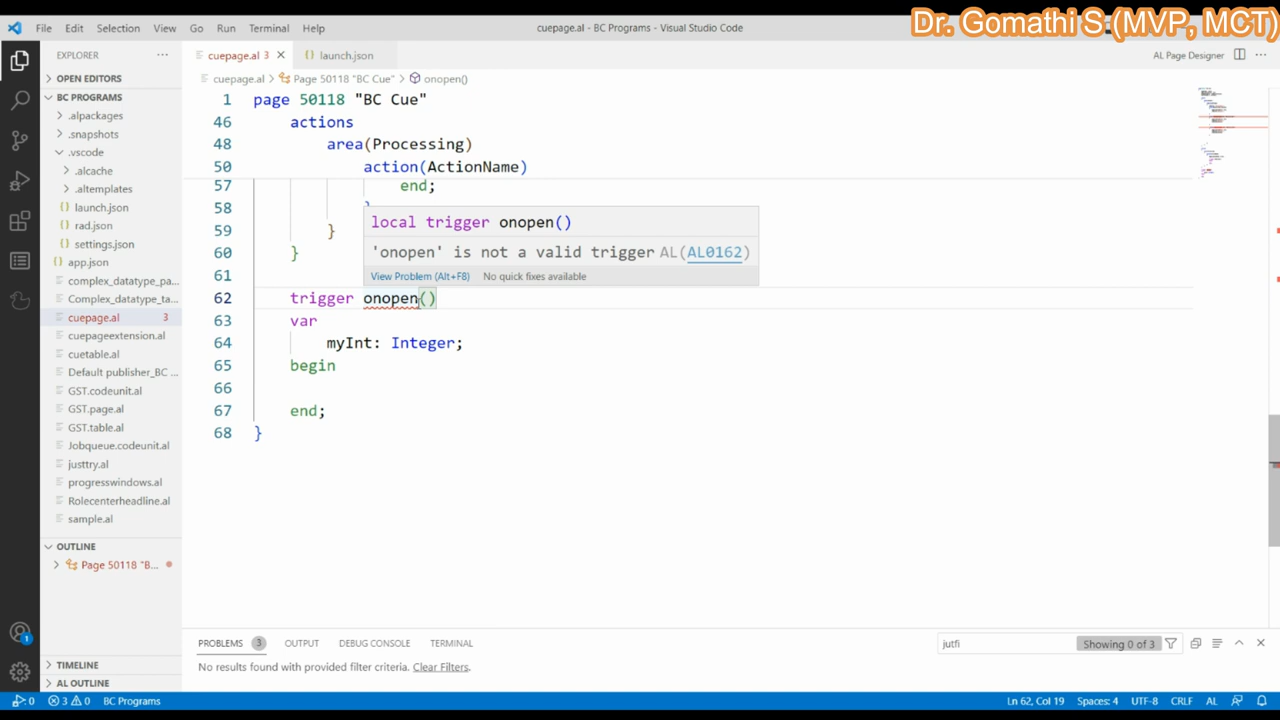 Dr. Gomathi S (MVP, MCT)
File Edit Selection View Go Run Terminal Help
cuepage.al - BC Programs - Visual Studio Code
EXPLORER ...
OPEN EDITORS
BC PROGRAMS
.alpackages
.snapshots
.vscode
.alcache
.altemplates
launch.json
rad.json
settings.json
app.json
complex_datatype_pa...
Complex_datatype_ta...
cuepage.al 3
cuepageextension.al
cuetable.al
Default publisher_BC ...
GST.codeunit.al
GST.page.al
GST.table.al
Jobqueue.codeunit.al
justtry.al
progresswindows.al
Rolecenterheadline.al
sample.al
OUTLINE
Page 50118 "B...
TIMELINE
AL OUTLINE
cuepage.al 3 launch.json
AL Page Designer
cuepage.al > Page 50118 "BC Cue" > onopen()
1 page 50118 "BC Cue"
46 actions
48 area(Processing)
50 action(ActionName)
57 end;
58 }
local trigger onopen()
'onopen' is not a valid trigger AL(AL0162)
View Problem (Alt+F8) No quick fixes available
59 }
60 }
61
62 trigger onopen()
63 var
64 myInt: Integer;
65 begin
66
67 end;
68 }
PROBLEMS 3 OUTPUT DEBUG CONSOLE TERMINAL
jutfi Showing 0 of 3
No results found with provided filter criteria. Clear Filters.
0 3 0 BC Programs
Ln 62, Col 19 Spaces: 4 UTF-8 CRLF AL